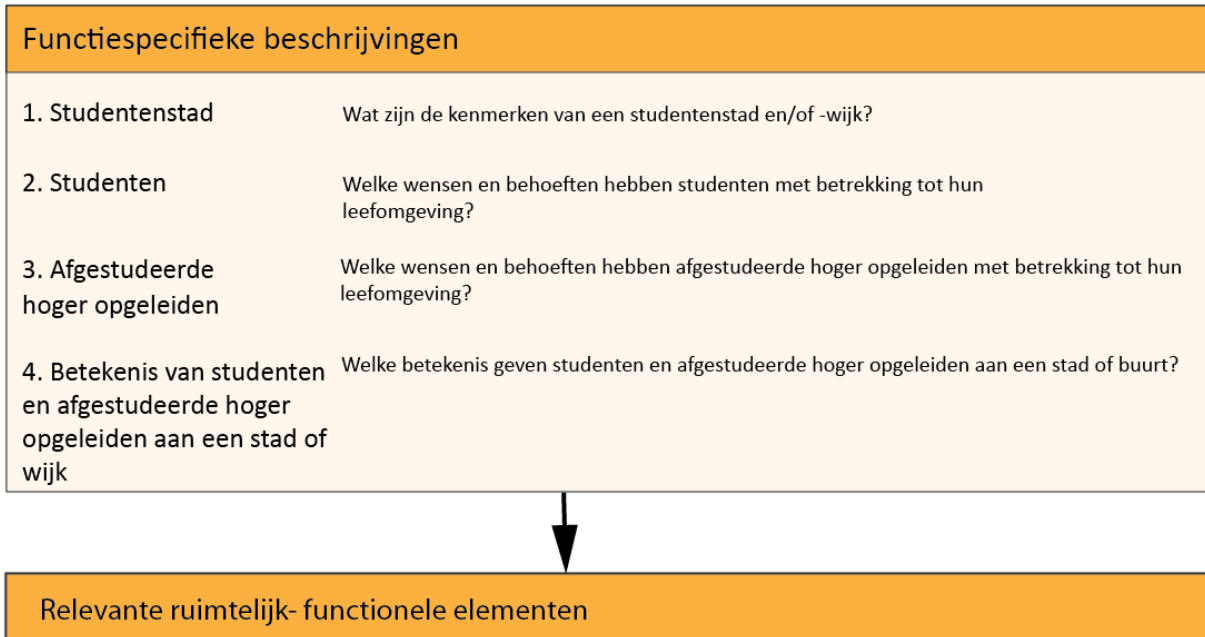 Functiespecifieke beschrijvingen
1. Studentenstad
Wat zijn de kenmerken van een studentenstad en/of -wijk?
2. Studenten
Welke wensen en behoeften hebben studenten met betrekking tot hun
leefomgeving?
3. Afgestudeerde
hoger opgeleiden
Welke wensen en behoeften hebben afgestudeerde hoger opgeleiden met betrekking tot hun
leefomgeving?
4. Betekenis van studenten
en afgestudeerde hoger
opgeleiden aan een stad of
wijk
Welke betekenis geven studenten en afgestudeerde hoger opgeleiden aan een stad of buurt?
Relevante ruimtelijk- functionele elementen